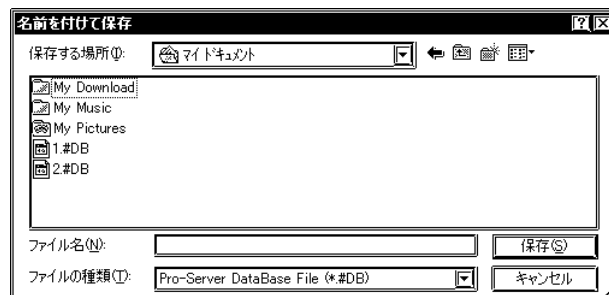 名前を付けて保存
保存する場所(I): マイ ドキュメント
My Download
My Music
My Pictures
1.#DB
2.#DB
ファイル名(N): 保存(S)
ファイルの種類(T): Pro-Server DataBase File (*.#DB) キャンセル